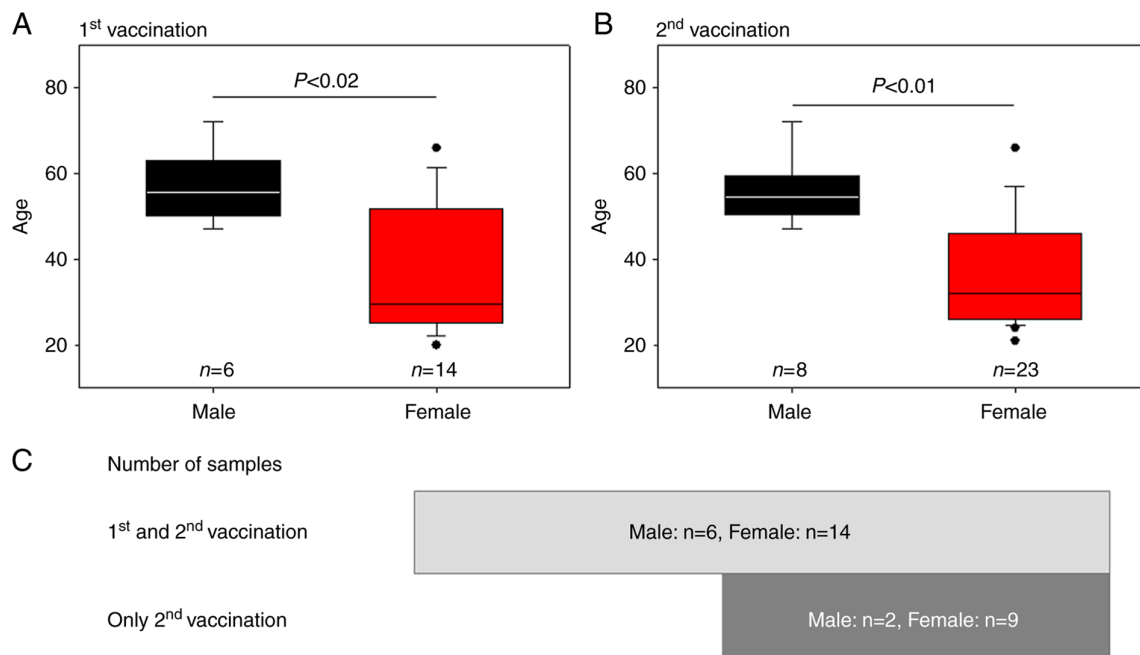 A
1st vaccination
80
60
40
20
Age
P<0.02
n=6
n=14
Male
Female
B
2nd vaccination
80
60
40
20
Age
P<0.01
n=8
n=23
Male
Female
C
Number of samples
1st and 2nd vaccination
Male: n=6, Female: n=14
Only 2nd vaccination
Male: n=2, Female: n=9